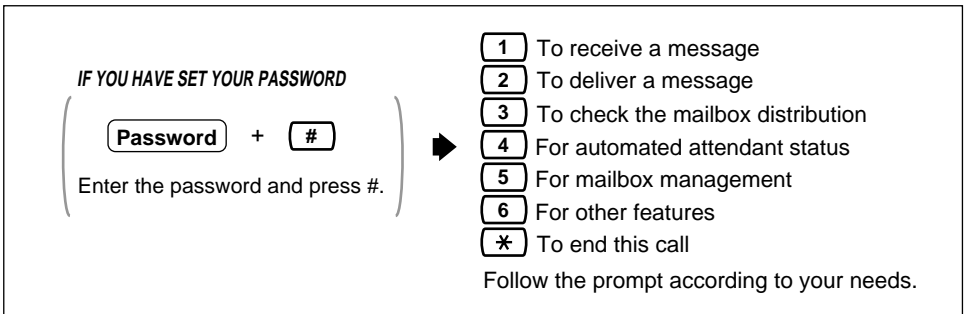 IF YOU HAVE SET YOUR PASSWORD
Password + #
Enter the password and press #.
1 To receive a message
2 To deliver a message
3 To check the mailbox distribution
4 For automated attendant status
5 For mailbox management
6 For other features
* To end this call
Follow the prompt according to your needs.